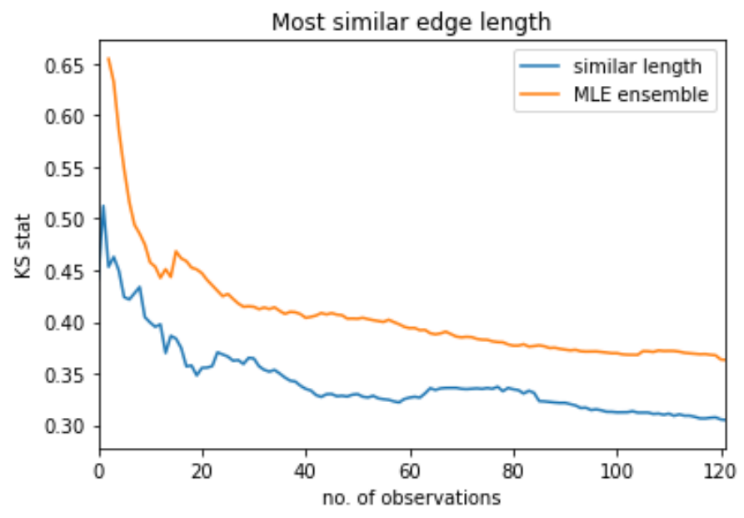 Most similar edge length
similar length
MLE ensemble
0.65
0.60
0.55
0.50
0.45
0.40
0.35
0.30
KS stat
0 20 40 60 80 100 120
no. of observations